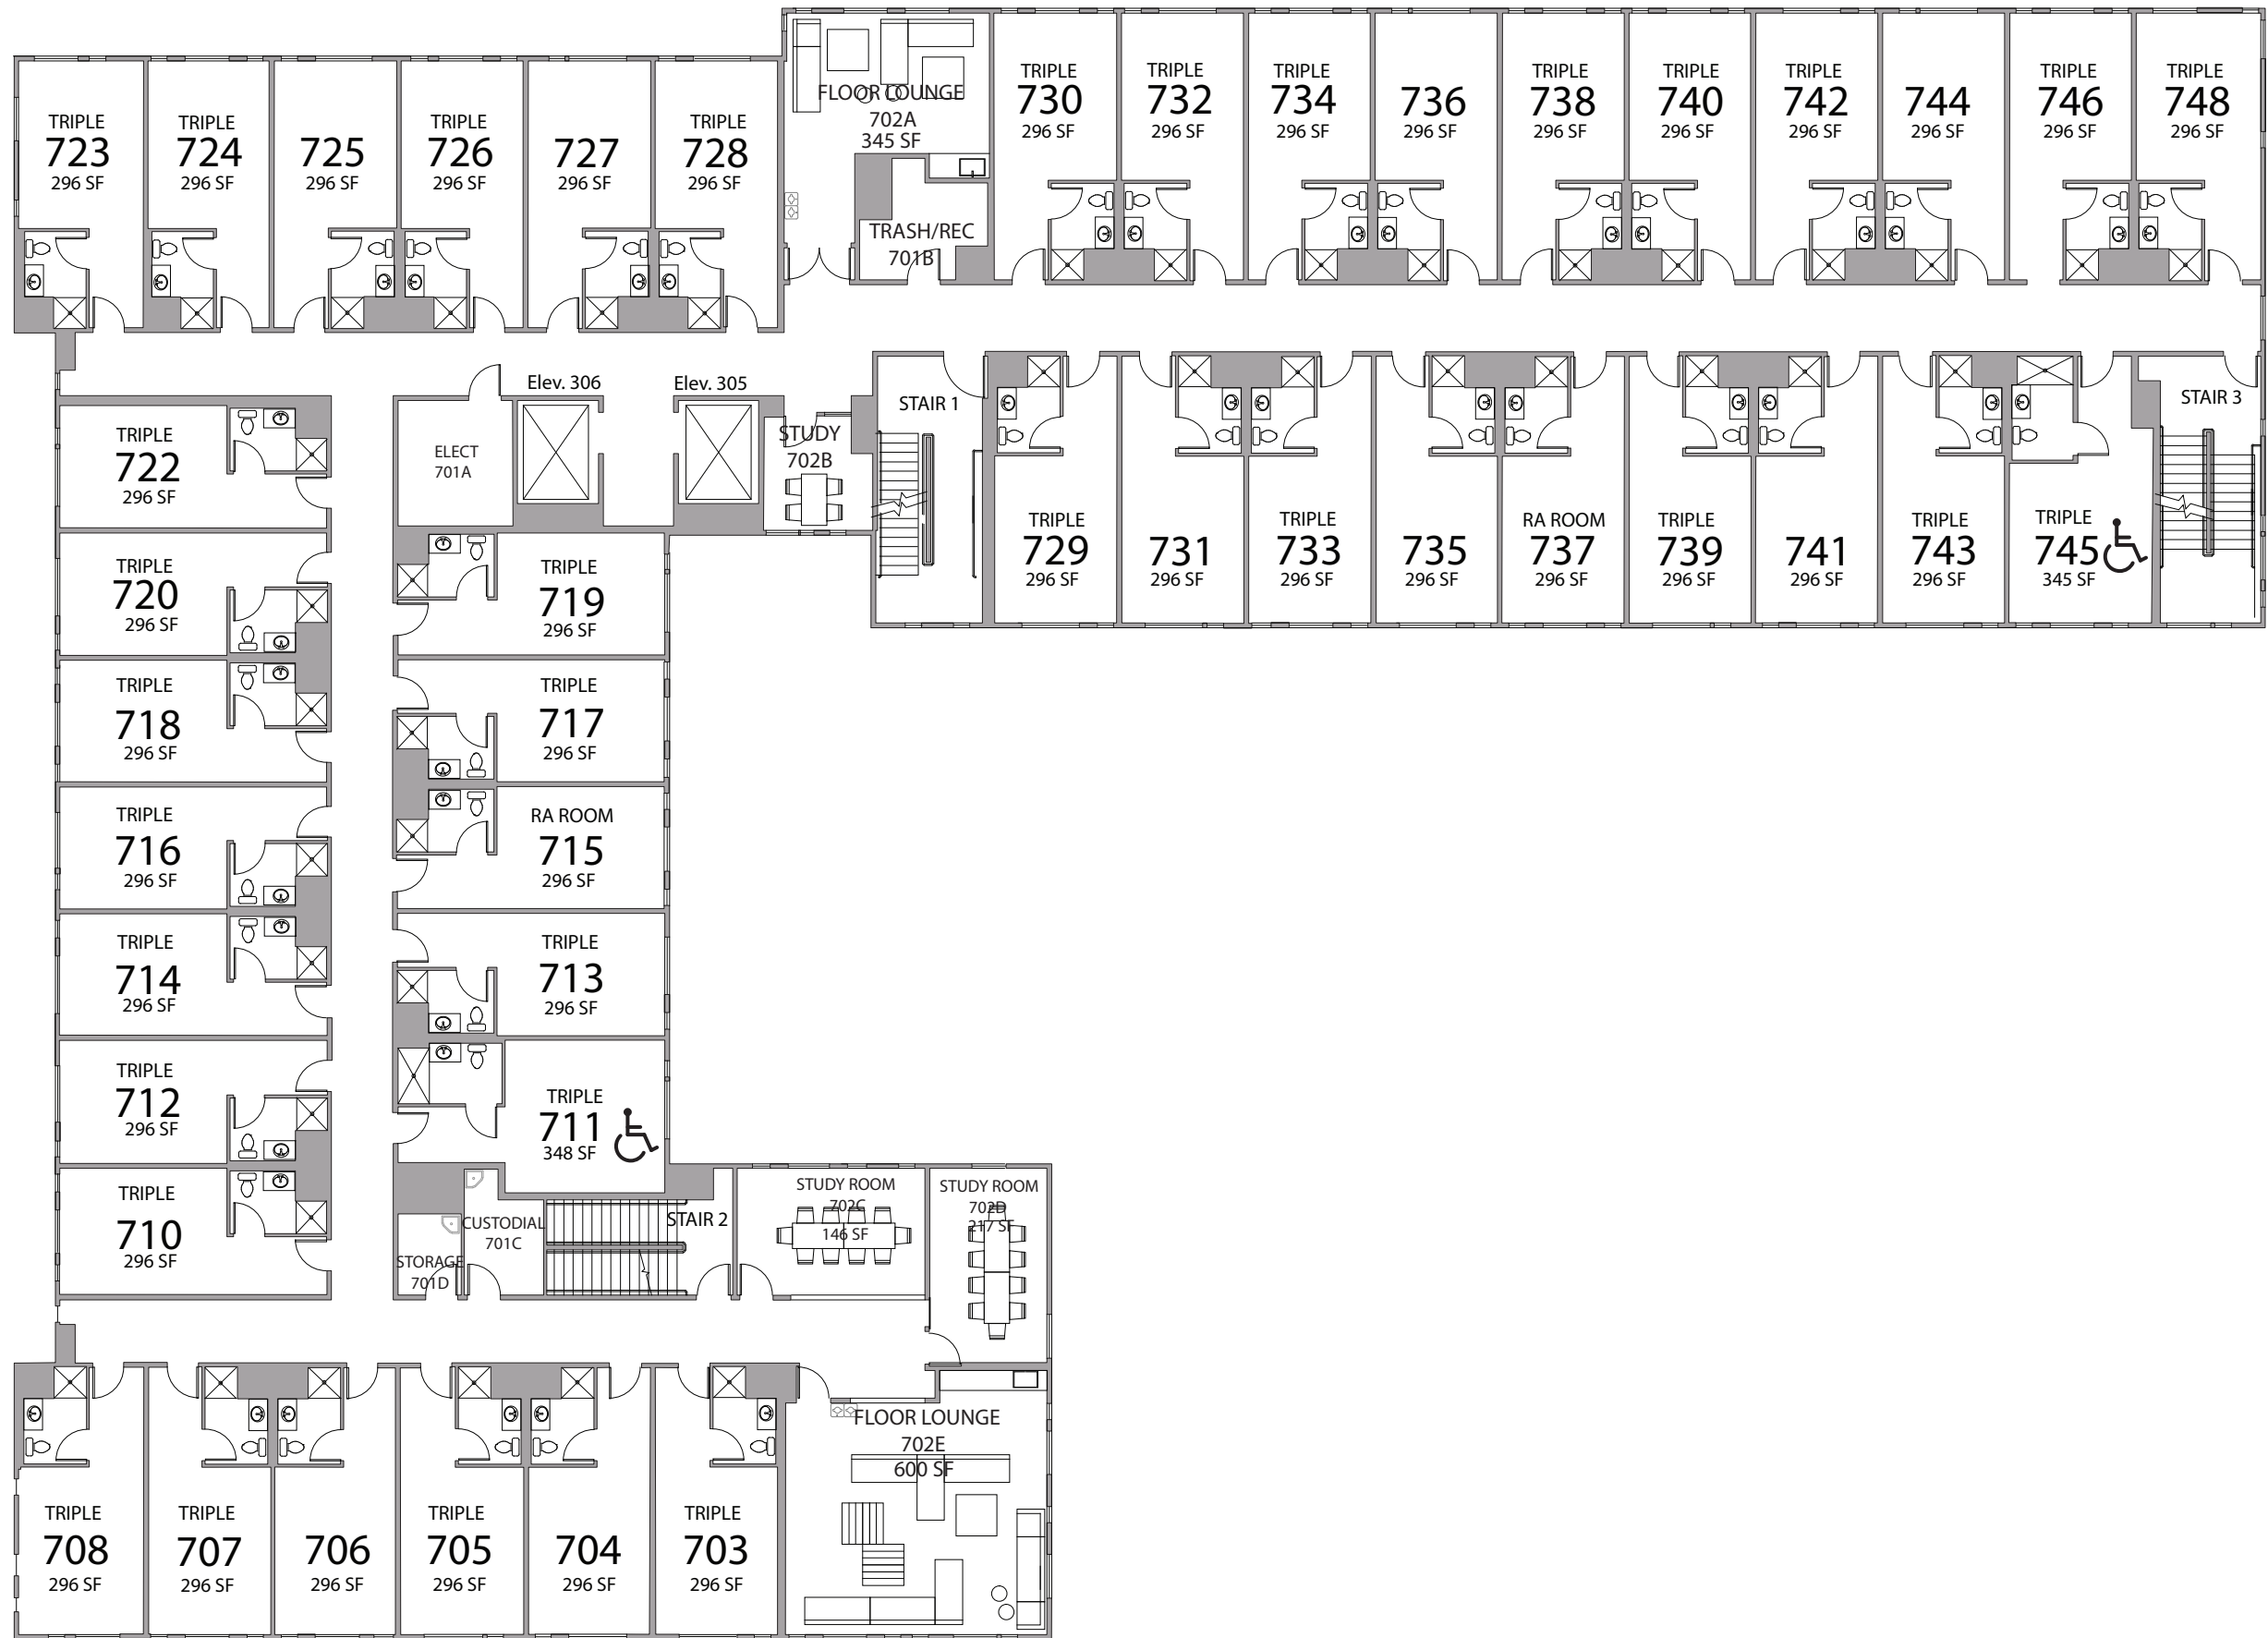 FLOOR LOUNGE
702A
345 SF
TRIPLE
730
296 SF
TRIPLE
732
296 SF
TRIPLE
734
296 SF
736
296 SF
TRIPLE
738
296 SF
TRIPLE
740
296 SF
TRIPLE
742
296 SF
744
296 SF
TRIPLE
746
296 SF
TRIPLE
748
296 SF
TRIPLE
723
296 SF
TRIPLE
724
296 SF
725
296 SF
TRIPLE
726
296 SF
727
296 SF
TRIPLE
728
296 SF
TRASH/REC
701B
Elev. 306
Elev. 305
STAIR 1
STAIR 3
STUDY
702B
ELECT
701A
TRIPLE
722
296 SF
TRIPLE
729
296 SF
731
296 SF
TRIPLE
733
296 SF
735
296 SF
RA ROOM
737
296 SF
TRIPLE
739
296 SF
741
296 SF
TRIPLE
743
296 SF
TRIPLE
745
345 SF
TRIPLE
720
296 SF
TRIPLE
719
296 SF
TRIPLE
718
296 SF
TRIPLE
717
296 SF
TRIPLE
716
296 SF
RA ROOM
715
296 SF
TRIPLE
714
296 SF
TRIPLE
713
296 SF
TRIPLE
712
296 SF
TRIPLE
711
348 SF
TRIPLE
710
296 SF
STORAGE
701D
CUSTODIAL
701C
STAIR 2
STUDY ROOM
702C
146 SF
STUDY ROOM
702D
217 SF
FLOOR LOUNGE
702E
600 SF
TRIPLE
708
296 SF
TRIPLE
707
296 SF
706
296 SF
TRIPLE
705
296 SF
704
296 SF
TRIPLE
703
296 SF